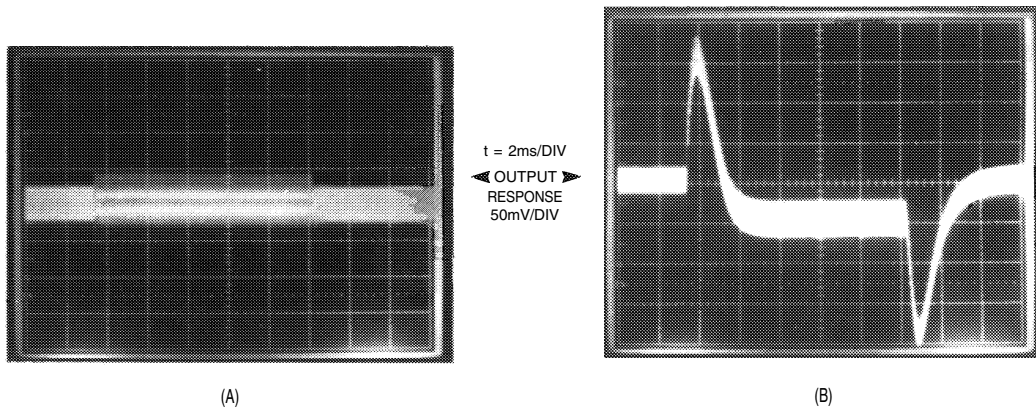 t = 2ms/DIV
OUTPUT
RESPONSE
50mV/DIV
(A)
(B)